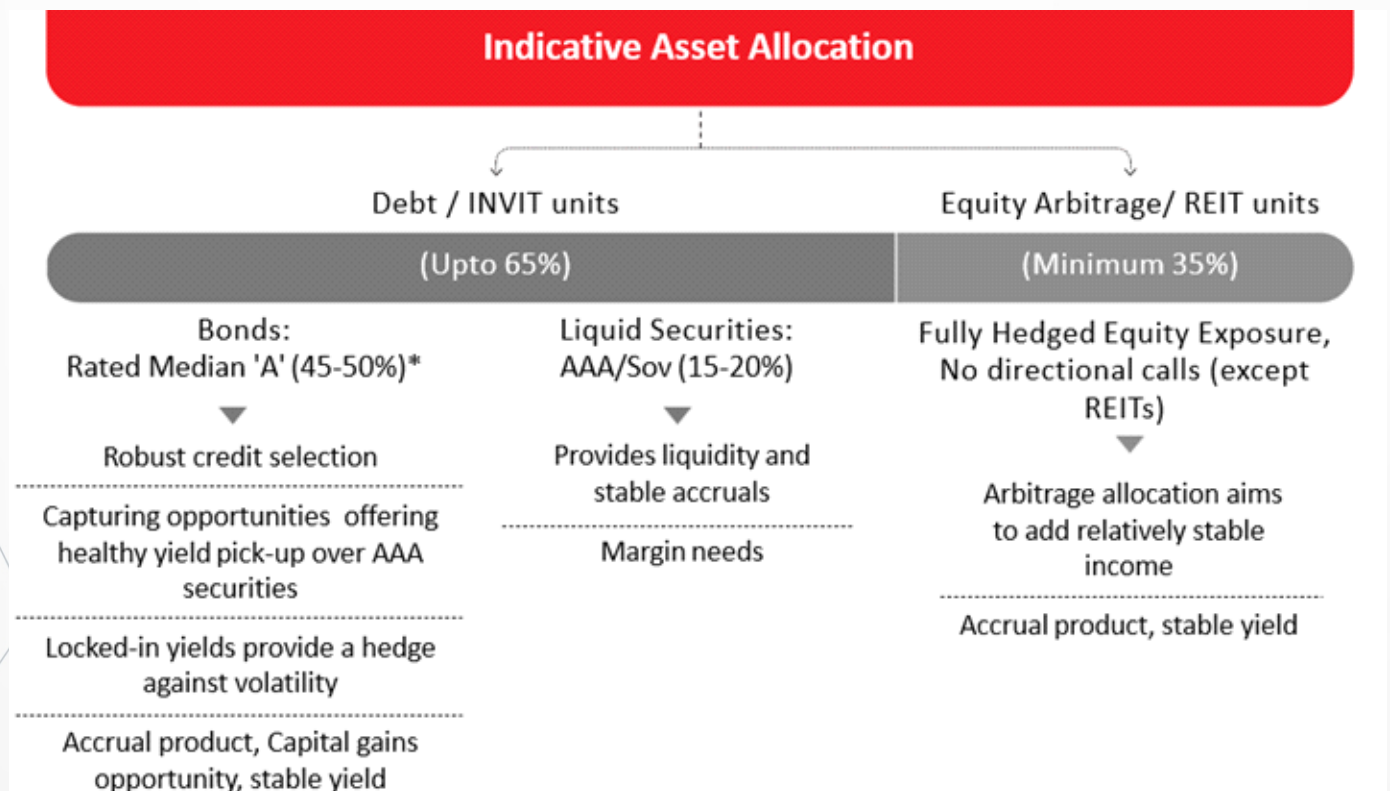 Indicative Asset Allocation
Debt / INVIT units
Equity Arbitrage/ REIT units
(Upto 65%)
(Minimum 35%)
Bonds:
Rated Median 'A' (45-50%)*
Robust credit selection
Capturing opportunities offering
healthy yield pick-up over AAA
securities
Locked-in yields provide a hedge
against volatility
Accrual product, Capital gains
opportunity, stable yield
Liquid Securities:
AAA/Sov (15-20%)
Provides liquidity and
stable accruals
Margin needs
Fully Hedged Equity Exposure,
No directional calls (except
REITs)
Arbitrage allocation aims
to add relatively stable
income
Accrual product, stable yield